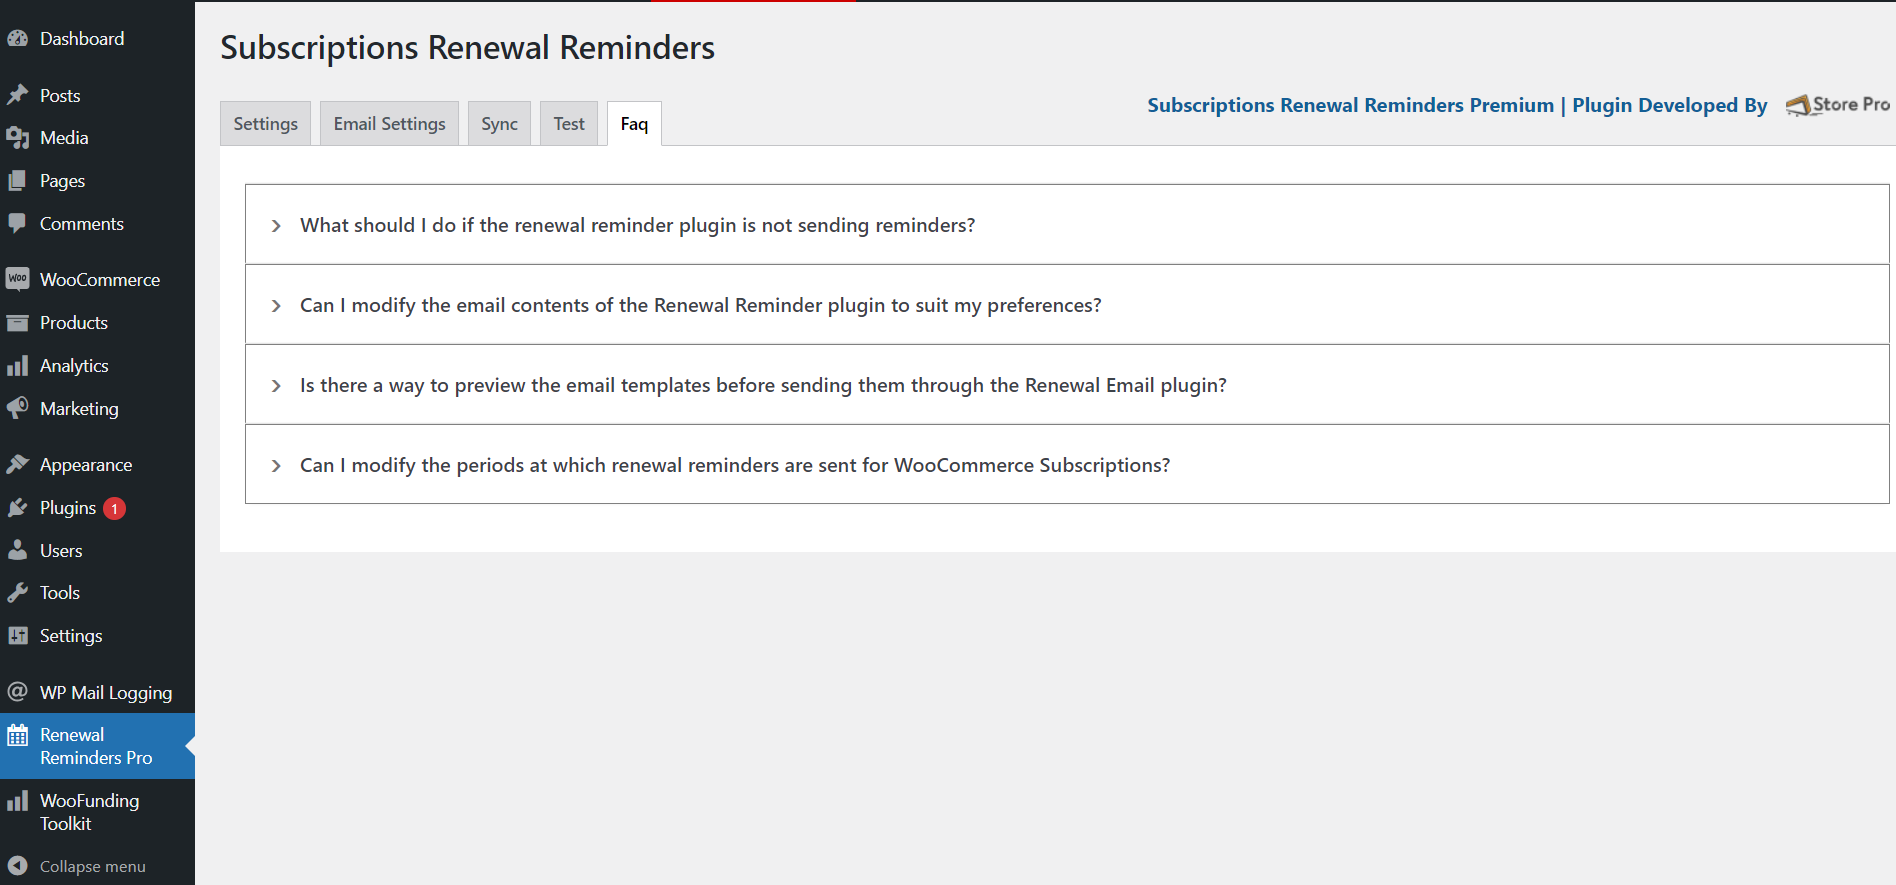 Dashboard
Posts
Media
Pages
Comments
Woo WooCommerce
Products
Analytics
Marketing
Appearance
Plugins 1
Users
Tools
Settings
@ WP Mail Logging
Renewal
Reminders Pro
WooFunding
Toolkit
Collapse menu
Subscriptions Renewal Reminders
Settings Email Settings Sync Test Faq
Subscriptions Renewal Reminders Premium | Plugin Developed By Store Pro
What should I do if the renewal reminder plugin is not sending reminders?
Can I modify the email contents of the Renewal Reminder plugin to suit my preferences?
Is there a way to preview the email templates before sending them through the Renewal Email plugin?
Can I modify the periods at which renewal reminders are sent for WooCommerce Subscriptions?